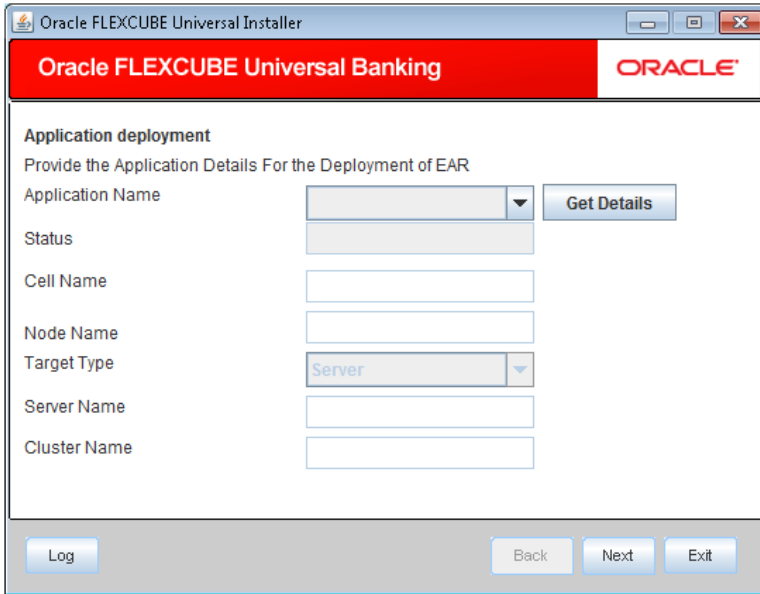 Oracle FLEXCUBE Universal Installer
Oracle FLEXCUBE Universal Banking
ORACLE
Application deployment
Provide the Application Details For the Deployment of EAR
Application Name
Get Details
Status
Cell Name
Node Name
Target Type
Server
Server Name
Cluster Name
Log
Back
Next
Exit